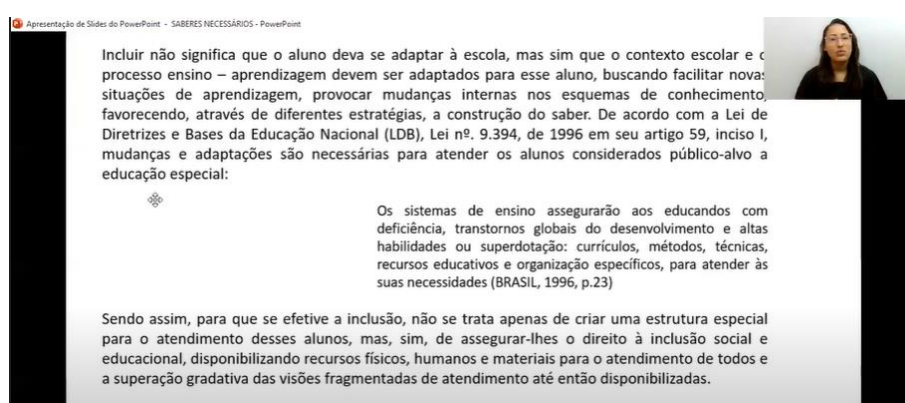 Apresentação de Slides do PowerPoint - SABERES NECESSÁRIOS - PowerPoint
Incluir não significa que o aluno deva se adaptar à escola, mas sim que o contexto escolar e
processo ensino – aprendizagem devem ser adaptados para esse aluno, buscando facilitar novas
situações de aprendizagem, provocar mudanças internas nos esquemas de conhecimento,
favorecendo, através de diferentes estratégias, a construção do saber. De acordo com a Lei de
Diretrizes e Bases da Educação Nacional (LDB), Lei nº. 9.394, de 1996 em seu artigo 59, inciso I,
mudanças e adaptações são necessárias para atender os alunos considerados público-alvo a
educação especial:
Os sistemas de ensino assegurarão aos educandos com
deficiência, transtornos globais do desenvolvimento e altas
habilidades ou superdotação: currículos, métodos, técnicas,
recursos educativos e organização específicos, para atender às
suas necessidades (BRASIL, 1996, p.23)
Sendo assim, para que se efetive a inclusão, não se trata apenas de criar uma estrutura especial
para o atendimento desses alunos, mas, sim, de assegurar-lhes o direito à inclusão social e
educacional, disponibilizando recursos físicos, humanos e materiais para o atendimento de todos e
a superação gradativa das visões fragmentadas de atendimento até então disponibilizadas.